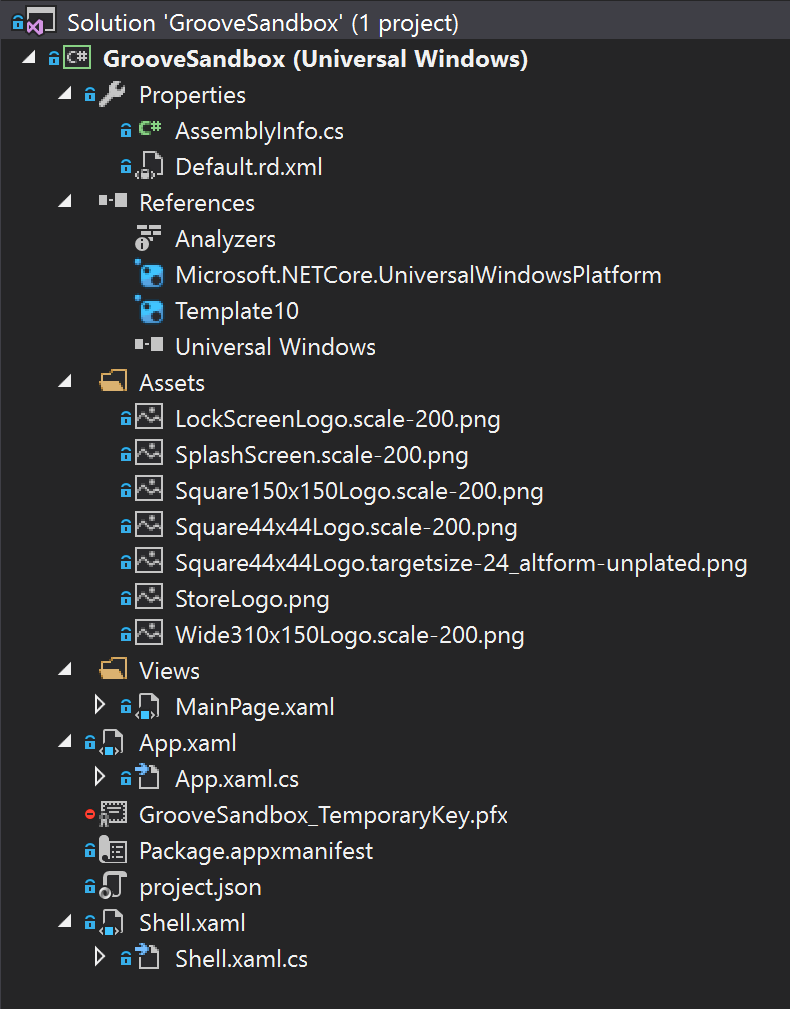 Solution 'GrooveSandbox' (1 project)
C# GrooveSandbox (Universal Windows)
Properties
C# AssemblyInfo.cs
Default.rd.xml
References
Analyzers
Microsoft.NETCore.UniversalWindowsPlatform
Template10
Universal Windows
Assets
LockScreenLogo.scale-200.png
SplashScreen.scale-200.png
Square150x150Logo.scale-200.png
Square44x44Logo.scale-200.png
Square44x44Logo.targetsize-24_altform-unplated.png
StoreLogo.png
Wide310x150Logo.scale-200.png
Views
MainPage.xaml
App.xaml
App.xaml.cs
GrooveSandbox_TemporaryKey.pfx
Package.appxmanifest
project.json
Shell.xaml
Shell.xaml.cs